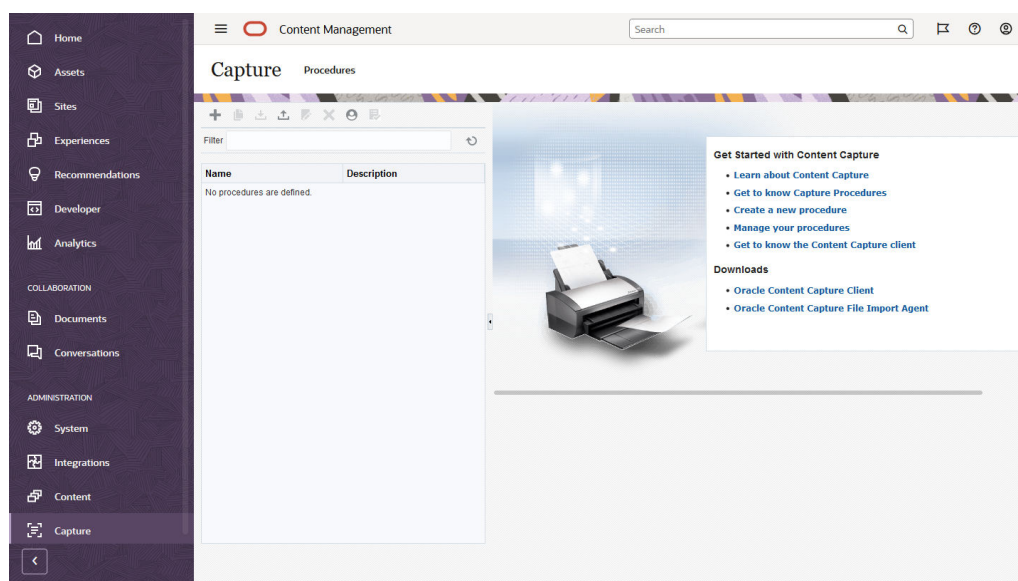 Home
Assets
Sites
Experiences
Recommendations
Developer
Analytics
COLLABORATION
Documents
Conversations
ADMINISTRATION
System
Integrations
Content
Capture
Content Management
Search
Capture Procedures
Filter
Name Description
No procedures are defined.
Get Started with Content Capture
• Learn about Content Capture
• Get to know Capture Procedures
• Create a new procedure
• Manage your procedures
• Get to know the Content Capture client
Downloads
• Oracle Content Capture Client
• Oracle Content Capture File Import Agent